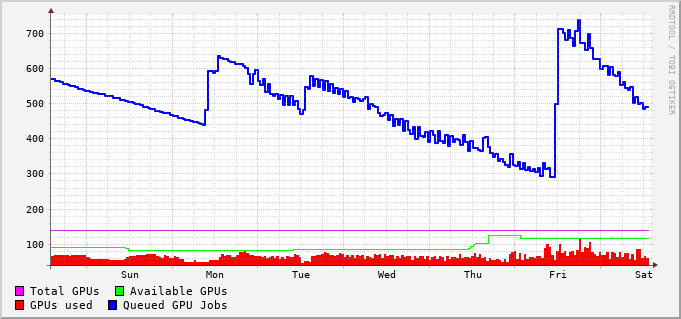 700
600
500
400
300
200
100
Sun Mon Tue Wed Thu Fri Sat
Total GPUs Available GPUs
GPUs used Queued GPU Jobs
RRDTOOL / TOBI OETIKER